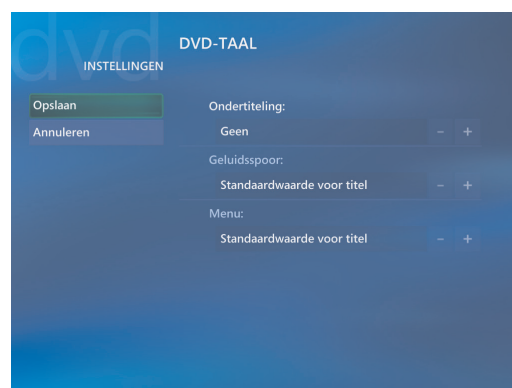 dvd
DVD-TAAL
INSTELLINGEN
Opslaan
Annuleren
Ondertiteling:
Geen - +
Geluidsspoor:
Standaardwaarde voor titel - +
Menu:
Standaardwaarde voor titel - +